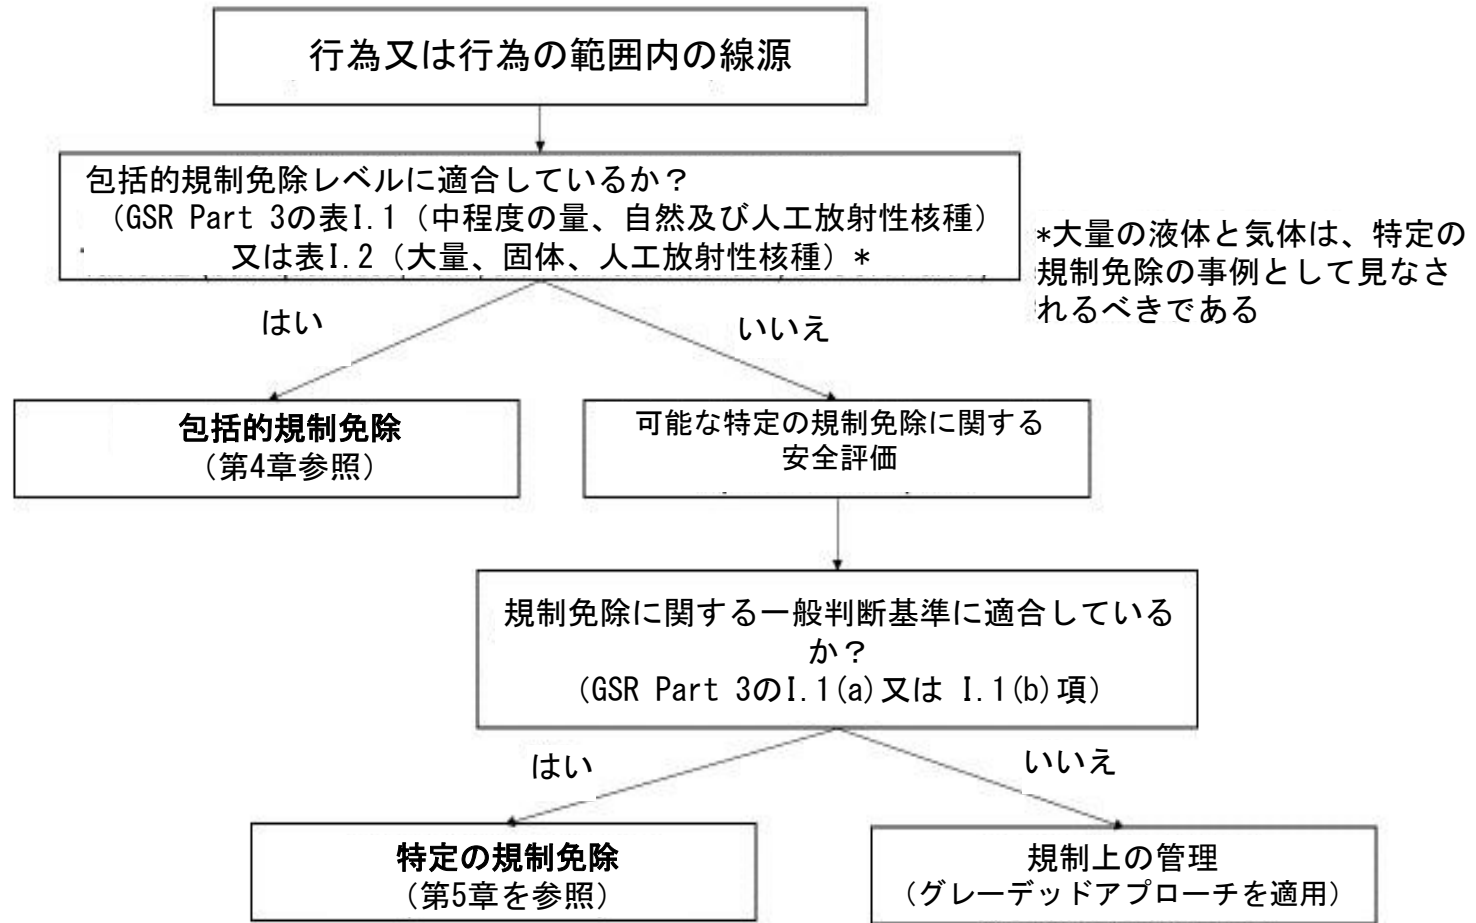 行為又は行為の範囲内の線源
包括的規制免除レベルに適合しているか？
（GSR Part 3の表I.1（中程度の量、自然及び人工放射性核種）
又は表I.2（大量、固体、人工放射性核種）*
*大量の液体と気体は、特定の
規制免除の事例として見なさ
れるべきである
はい
いいえ
包括的規制免除
（第4章参照）
可能な特定の規制免除に関する
安全評価
規制免除に関する一般判断基準に適合している
か？
（GSR Part 3のI.1(a)又は I.1(b)項）
はい
いいえ
特定の規制免除
（第5章を参照）
規制上の管理
（グレーデッドアプローチを適用）